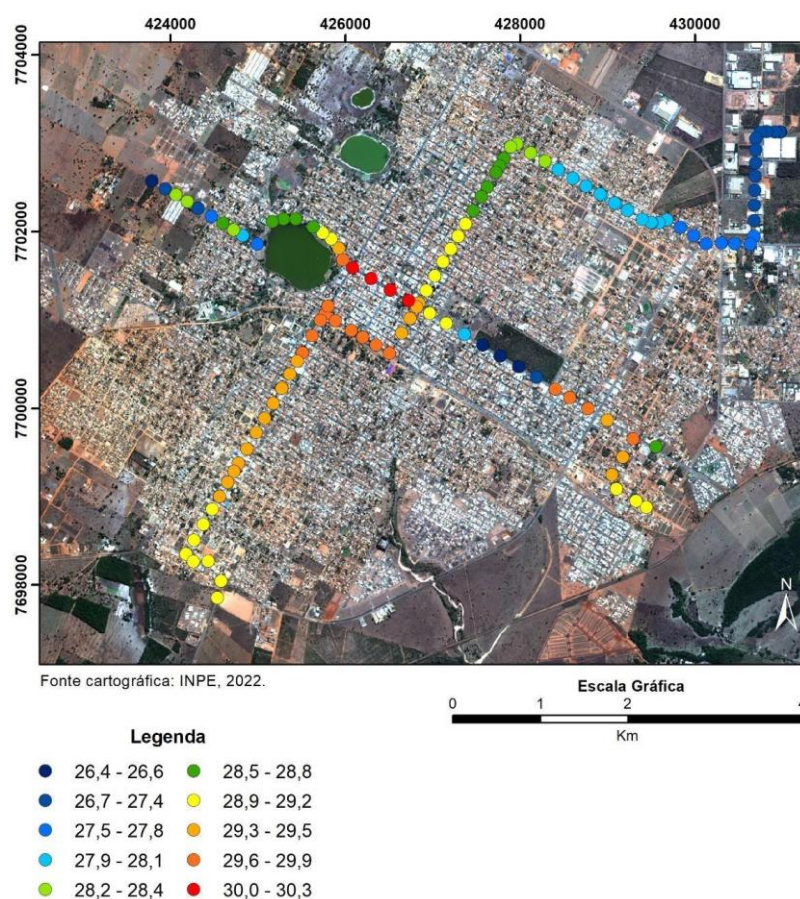 424000 426000 428000 430000
7704000
7702000
7700000
7698000
N
Fonte cartográfica: INPE, 2022.
Escala Gráfica
0 1 2 4
Km
Legenda
26,4 - 26,6 28,5 - 28,8
26,7 - 27,4 28,9 - 29,2
27,5 - 27,8 29,3 - 29,5
27,9 - 28,1 29,6 - 29,9
28,2 - 28,4 30,0 - 30,3